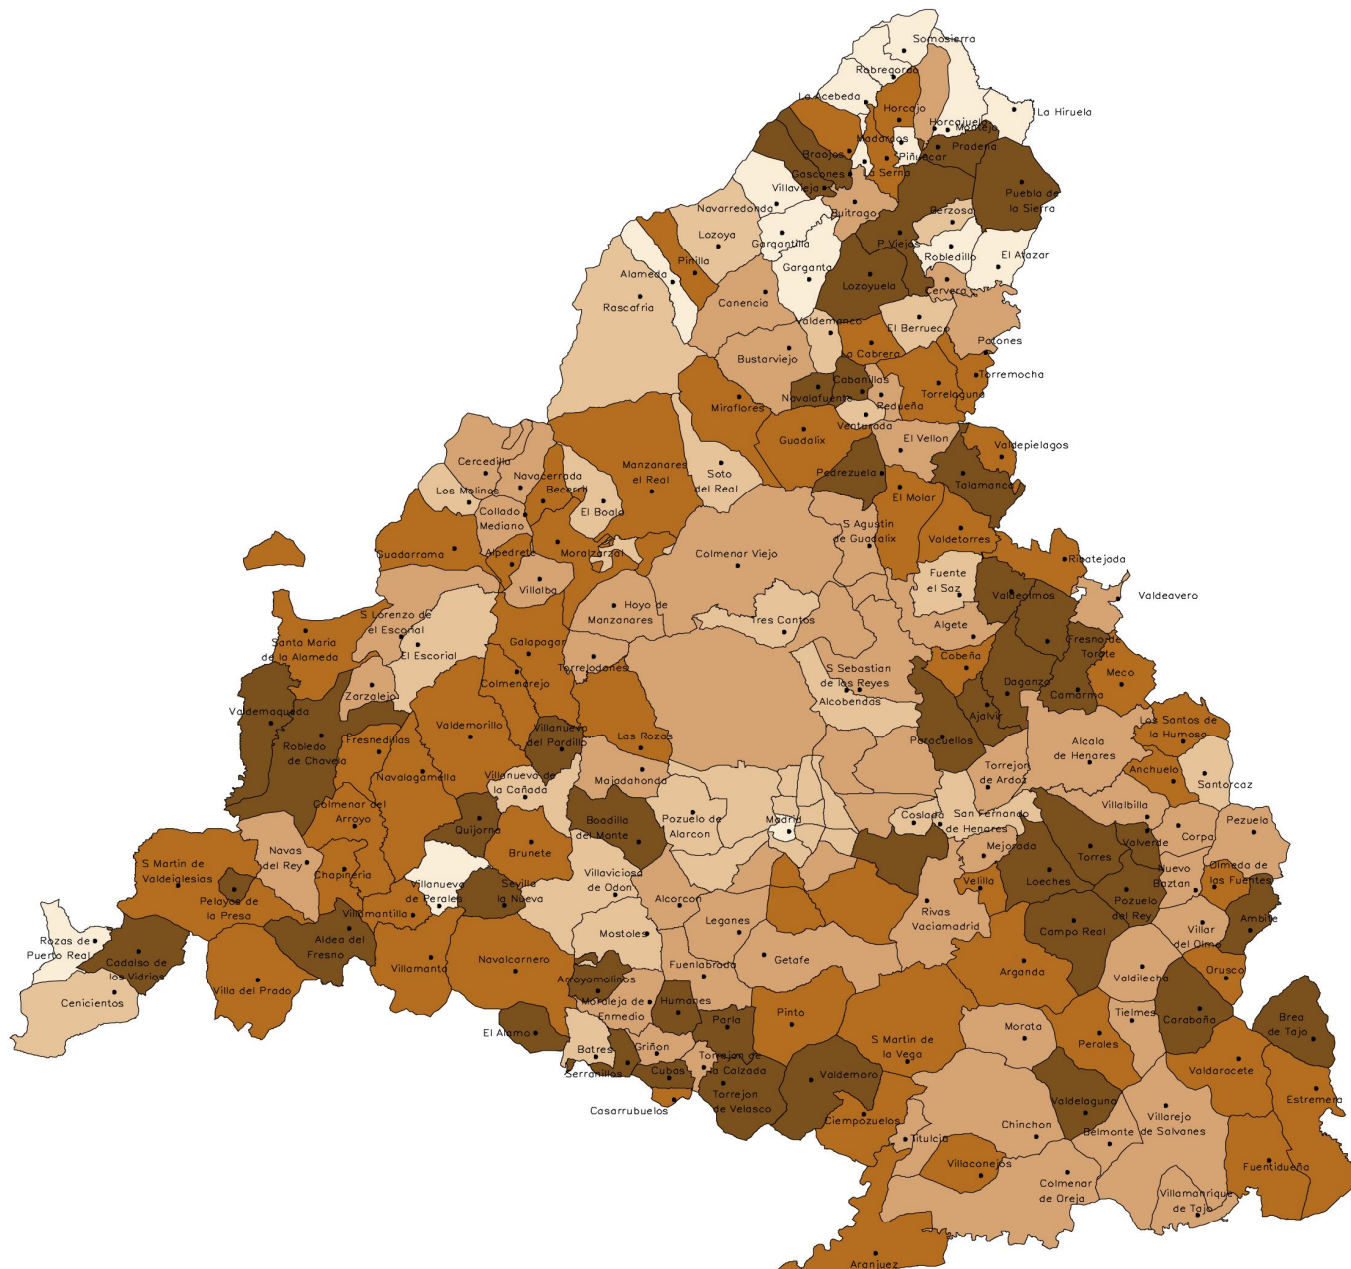 Somosierra
Robregordo
La Acebeda
La Hiruela
Horcajo
Horcajuelo
Montejo
Madarcos
Pradena
Braojos
Piñuecar
Gascones
La Serna
Puebla de
la Sierra
Villavieja
Navarredonda
Buitrago
Berzosa
Lozoya
Gargantilla
P Viejas
Robledillo
El Atazar
Pinilla
Alameda
Garganta
Lozoyuela
Cervera
Rascafria
Canencia
Valdemanco
El Berrueco
Patones
La Cabrera
Bustarviejo
Torremocha
Cabanillas
Torrelaguna
Navalafuente
Redueña
Miraflores
Venturada
Guadalix
El Vellon
Valdepielagos
Cercedilla
Manzanares
el Real
Soto
del Real
Pedrezuela
Talamanca
Navacerrada
Los Molinos
Becerril
El Boalo
El Molar
Collado
Mediano
S Agustin
de Guadalix
Valdetorres
Guadarrama
Alpedrete
Moralzarzal
Colmenar Viejo
Ribatejada
Fuente
el Saz
Villalba
Valdeolmos
Valdeavero
Hoyo de
Manzanares
S Lorenzo de
el Escorial
Tres Cantos
Algete
Fresno de
Torote
Santa Maria
de la Alameda
El Escorial
Galapagar
Torrelodones
Cobeña
Colmenarejo
S Sebastian
de los Reyes
Meco
Zarzalejo
Daganzo
Camarma
Alcobendas
Ajalvir
Valdemaqueda
Robledo
de Chavela
Fresnedillas
Valdemorillo
Villanueva
del Pardillo
Las Rozas
Paracuellos
Los Santos de
la Humosa
Alcala
de Henares
Navalagamella
Villanueva de
la Cañada
Majadahonda
Torrejon
de Ardoz
Anchuelo
Santorcaz
Colmenar del
Arroyo
Quijorna
Boadilla
del Monte
Pozuelo de
Alarcon
Madrid
Coslada
San Fernando
de Henares
Villalbilla
Corpa
Pezuela
Valverde
Navas
del Rey
Brunete
Mejorada
Torres
S Martin de
Valdeiglesias
Chapineria
Villanueva
de Perales
Sevilla
la Nueva
Villaviciosa
de Odon
Velilla
Loeches
Nuevo
Baztan
Olmeda de
las Fuentes
Pelayos de
la Presa
Villamantilla
Alcorcon
Leganes
Rivas
Vaciamadrid
Pozuelo
del Rey
Ambite
Campo Real
Villar
del Olmo
Rozas de
Puerto Real
Aldea del
Fresno
Mostoles
Cadalso de
los Vidrios
Villamanta
Navalcarnero
Fuenlabroda
Getafe
Arganda
Valdilecha
Orusco
Villa del Prado
Arroyomolinos
Cenicientos
Moraleja de
Enmedio
Humanes
Carabaña
Brea
de Tajo
El Alamo
Parla
Pinto
Morata
Tielmes
Perales
S Martin de
la Vega
Batres
Griñon
Torrejon de
la Calzada
Valdaracete
Serranillos
Cubas
Valdemoro
Torrejon
de Velasco
Valdelaguna
Estremera
Casarrubuelos
Ciempozuelos
Villarejo
de Salvanes
Chinchon
Titulcia
Belmonte
Villaconejos
Colmenar
de Oreja
Fuentidueña
Villamanrique
de Tajo
Aranjuez